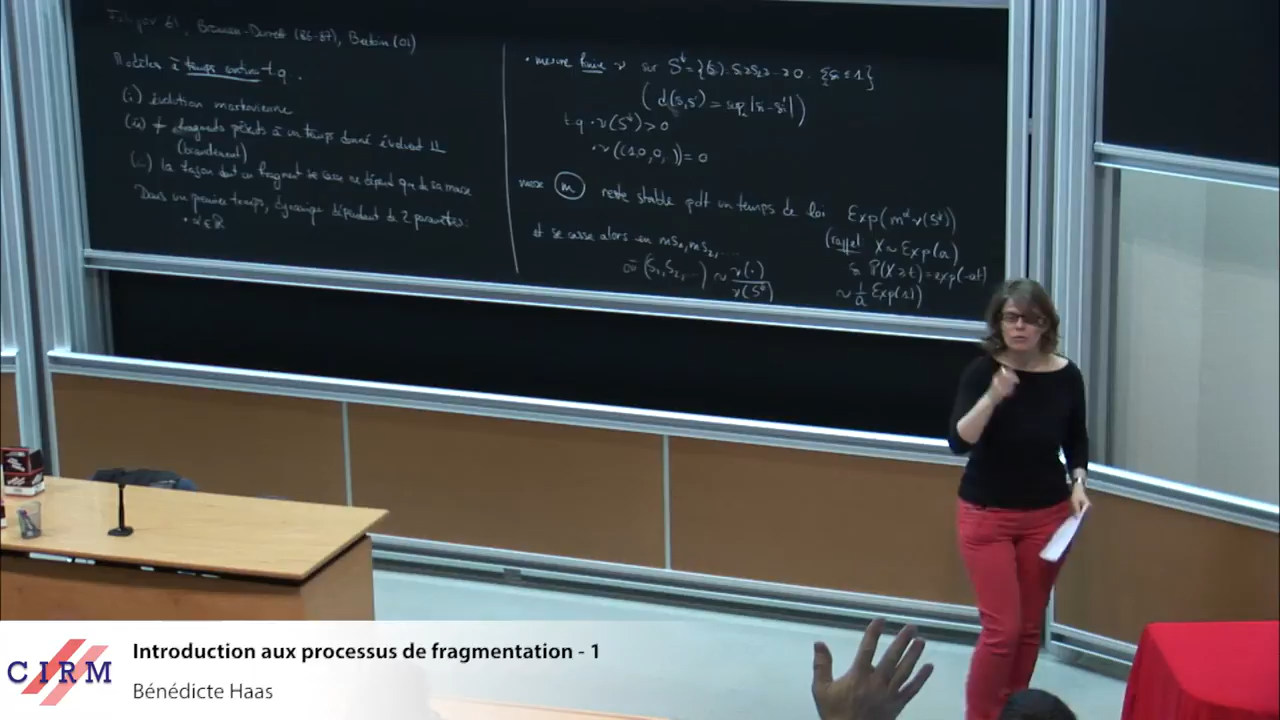 Filippov 61, Brennan-Durrett (86-87), Bertoin (01)
Modèles à temps continu t.q.
(i) évolution markovienne
(ii) ≠ fragments présents à un temps donné évoluent ⊥⊥
(branchement)
(iii) la façon dont un fragment se casse ne dépend que de sa masse
Dans un premier temps, dynamique dépendant de 2 paramètres:
• α ∈ ℝ
• mesure finie ν sur S↓ = {(s): s₁≥s₂≥...≥0, Σsᵢ ≤ 1}
(d(s,s') = supᵢ |sᵢ-sᵢ'|)
t.q. • ν(S↓) > 0
• ν((1,0,0,..)) = 0
masse (m) reste stable pdt un temps de loi Exp(m^α ν(S↓))
et se casse alors en ms₁, ms₂, ...
où (s₁, s₂, ...) ~ ν(·)/ν(S↓)
(rappel: X ~ Exp(a)
si P(X≥t) = exp(-at)
~ 1/a Exp(1))
CIRM
Introduction aux processus de fragmentation - 1
Bénédicte Haas